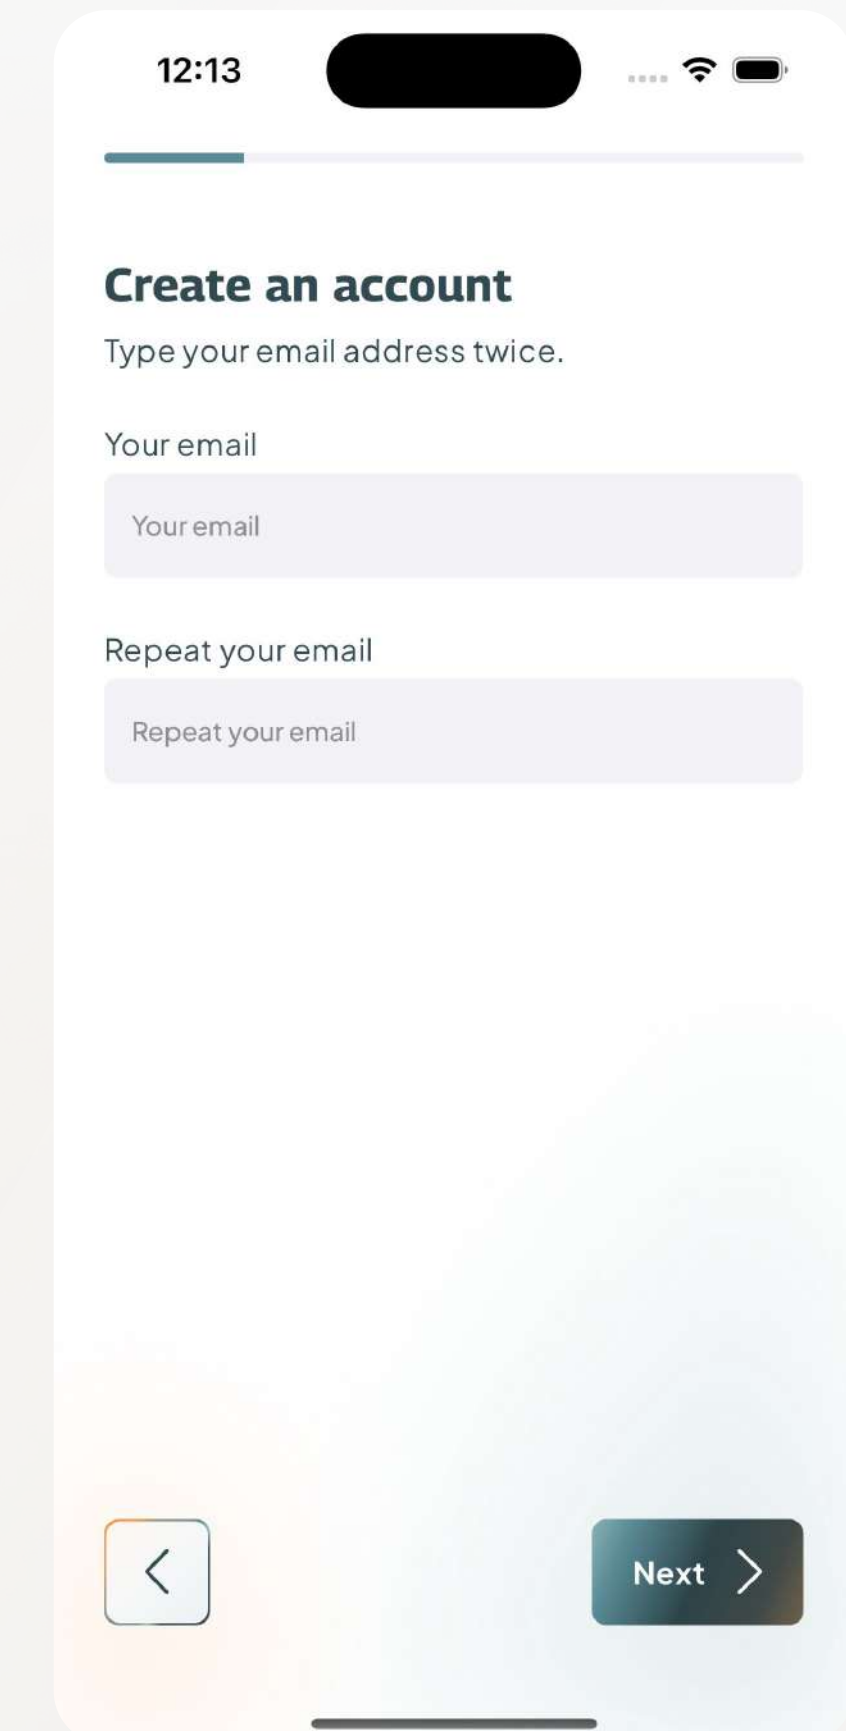 12:13
Create an account
Type your email address twice.
Your email
Your email
Repeat your email
Repeat your email
Next